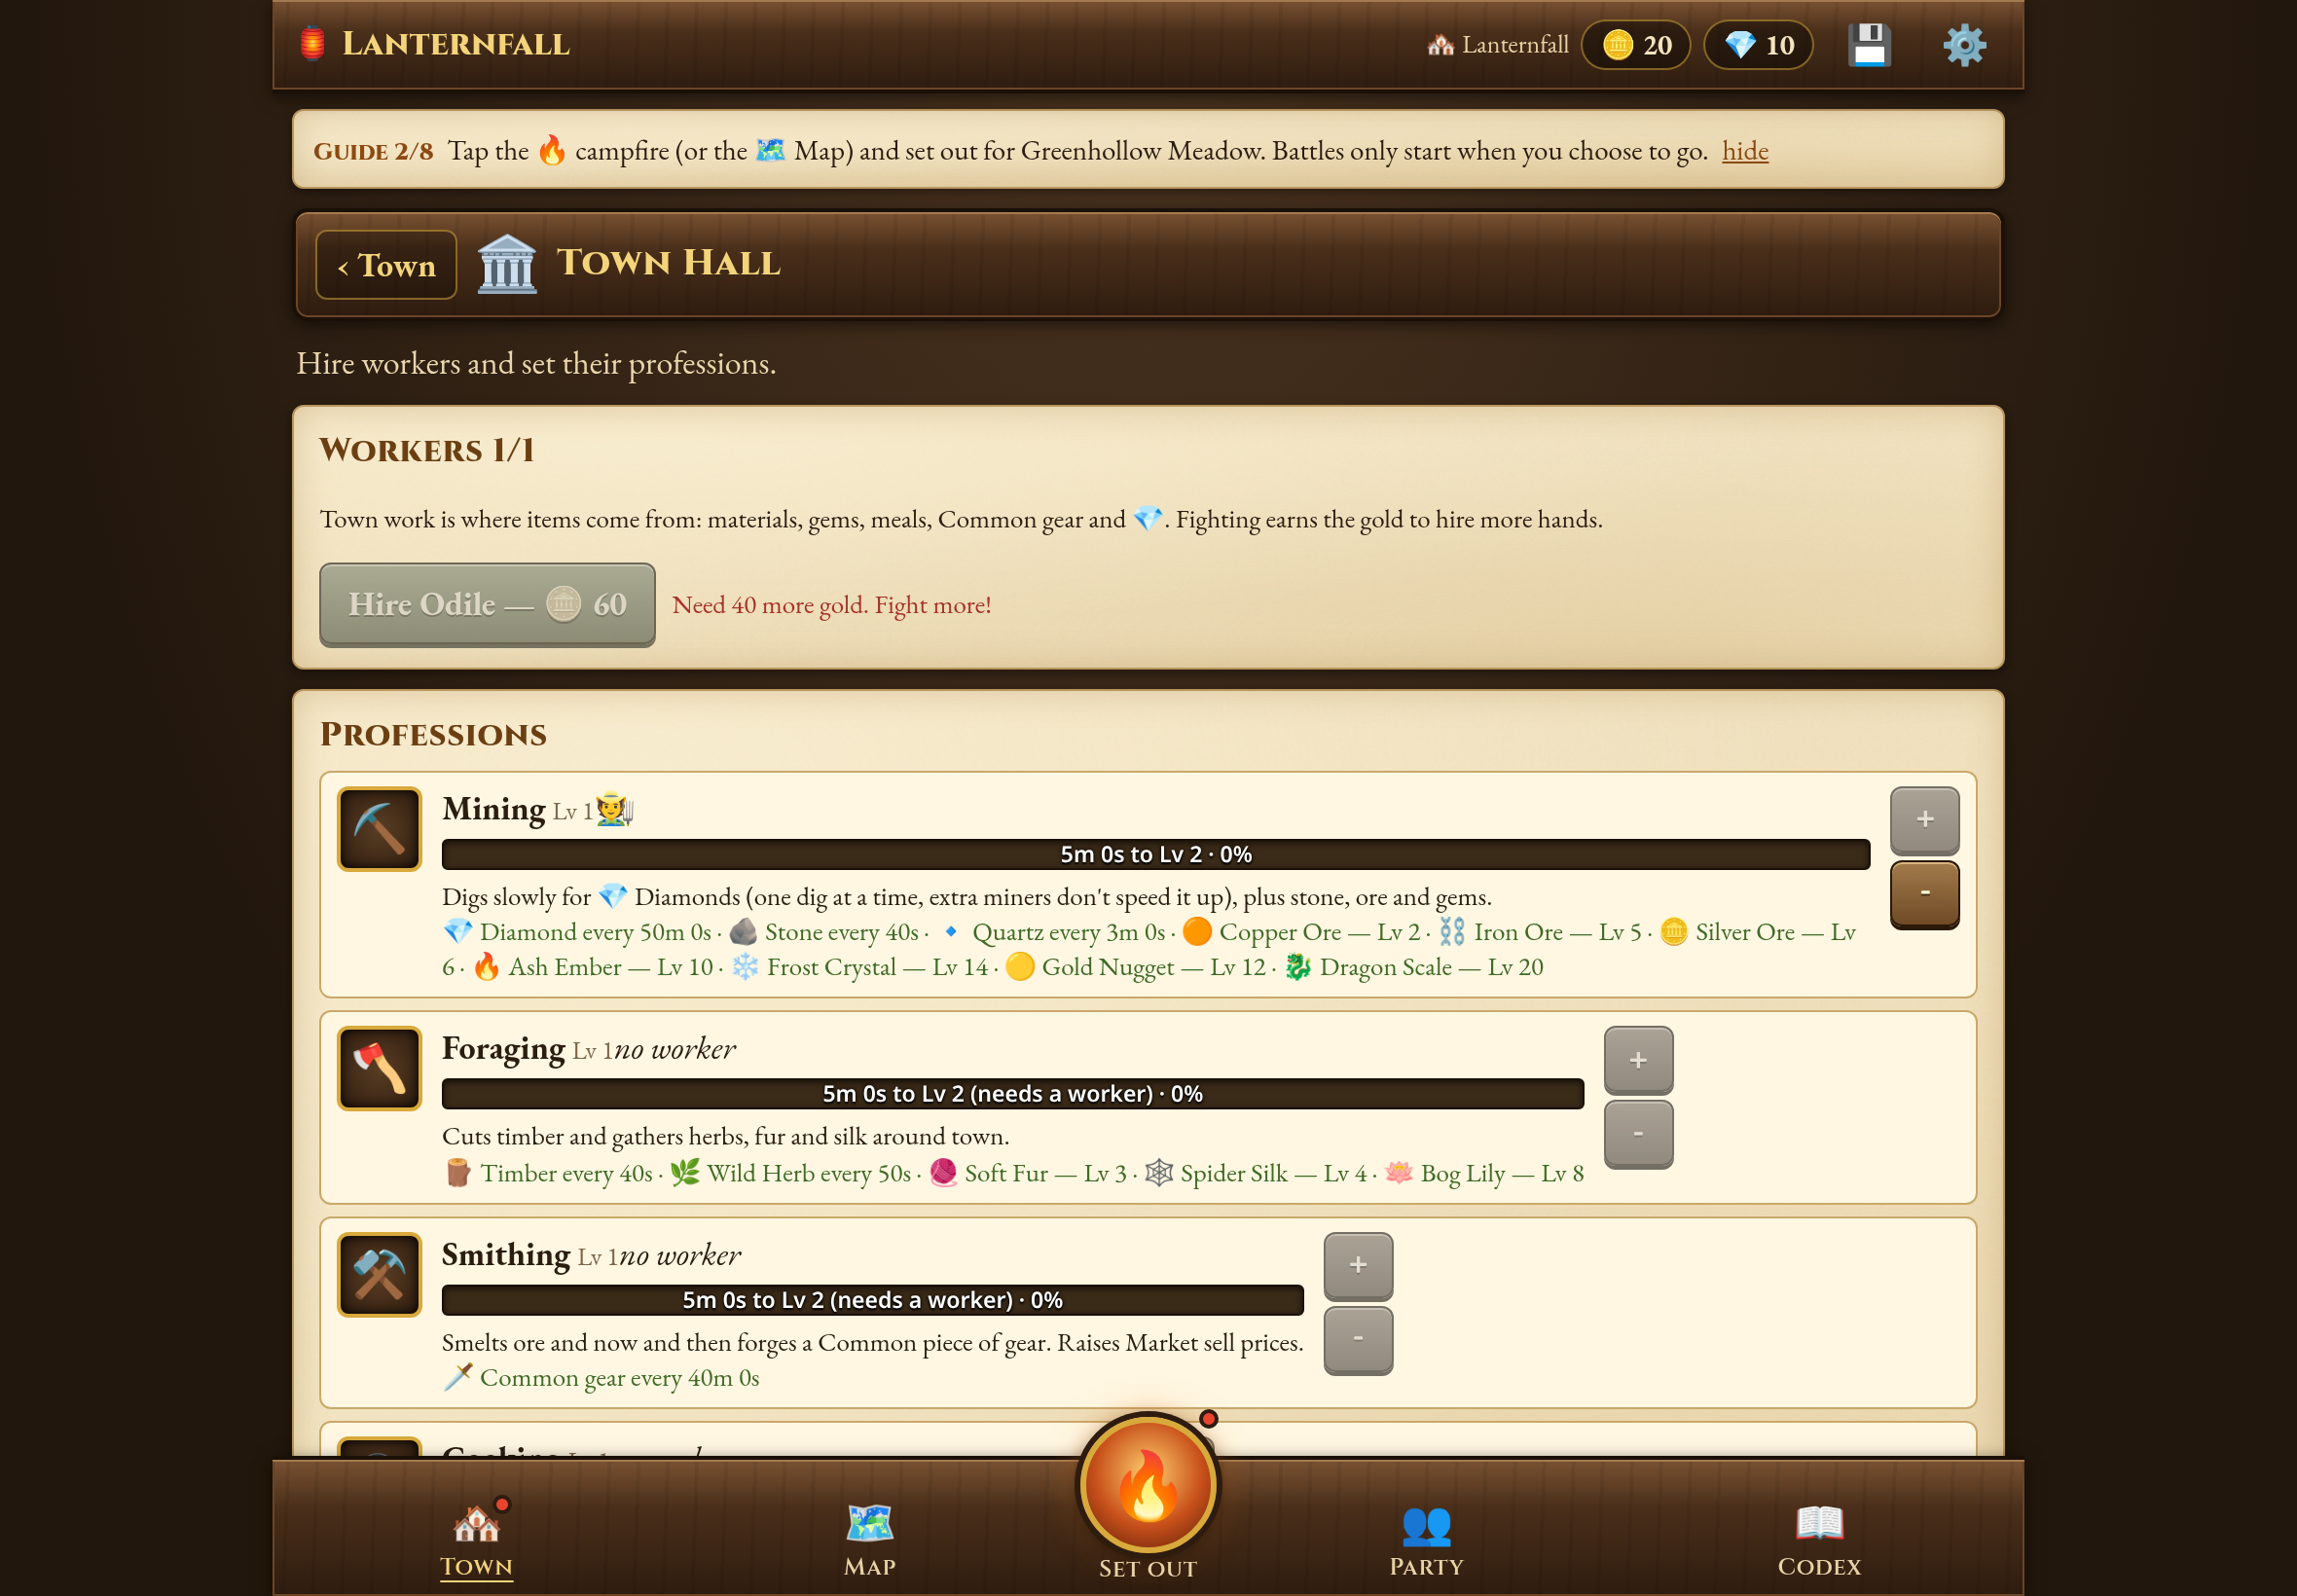 Lanternfall
Lanternfall 20 10
Guide 2/8 Tap the 🔥 campfire (or the 🗺️ Map) and set out for Greenhollow Meadow. Battles only start when you choose to go. hide
‹ Town Town Hall
Hire workers and set their professions.
Workers 1/1
Town work is where items come from: materials, gems, meals, Common gear and 💎. Fighting earns the gold to hire more hands.
Hire Odile — 🪙 60 Need 40 more gold. Fight more!
Professions
Mining Lv 1
+
5m 0s to Lv 2 · 0%
-
Digs slowly for 💎 Diamonds (one dig at a time, extra miners don't speed it up), plus stone, ore and gems.
💎 Diamond every 50m 0s · 🪨 Stone every 40s · 🔹 Quartz every 3m 0s · 🟠 Copper Ore — Lv 2 · ⛓️ Iron Ore — Lv 5 · 🪙 Silver Ore — Lv
6 · 🔥 Ash Ember — Lv 10 · ❄️ Frost Crystal — Lv 14 · 🟡 Gold Nugget — Lv 12 · 🐉 Dragon Scale — Lv 20
Foraging Lv 1 no worker
+
5m 0s to Lv 2 (needs a worker) · 0%
-
Cuts timber and gathers herbs, fur and silk around town.
🪵 Timber every 40s · 🌿 Wild Herb every 50s · 🧶 Soft Fur — Lv 3 · 🕸️ Spider Silk — Lv 4 · 🪷 Bog Lily — Lv 8
Smithing Lv 1 no worker
+
5m 0s to Lv 2 (needs a worker) · 0%
-
Smelts ore and now and then forges a Common piece of gear. Raises Market sell prices.
🗡️ Common gear every 40m 0s
Town
Map
Set out
Party
Codex